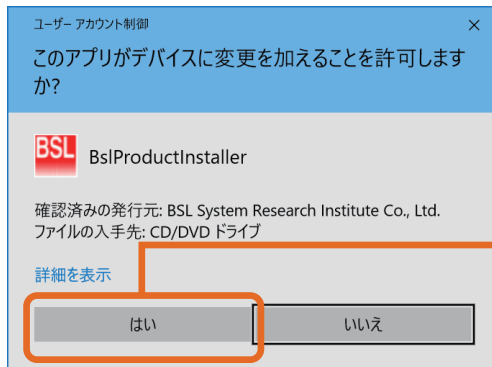 ユーザー アカウント制御
このアプリがデバイスに変更を加えることを許可します
か?
BSL
BslProductInstaller
確認済みの発行元: BSL System Research Institute Co., Ltd.
ファイルの入手先: CD/DVD ドライブ
詳細を表示
はい
いいえ